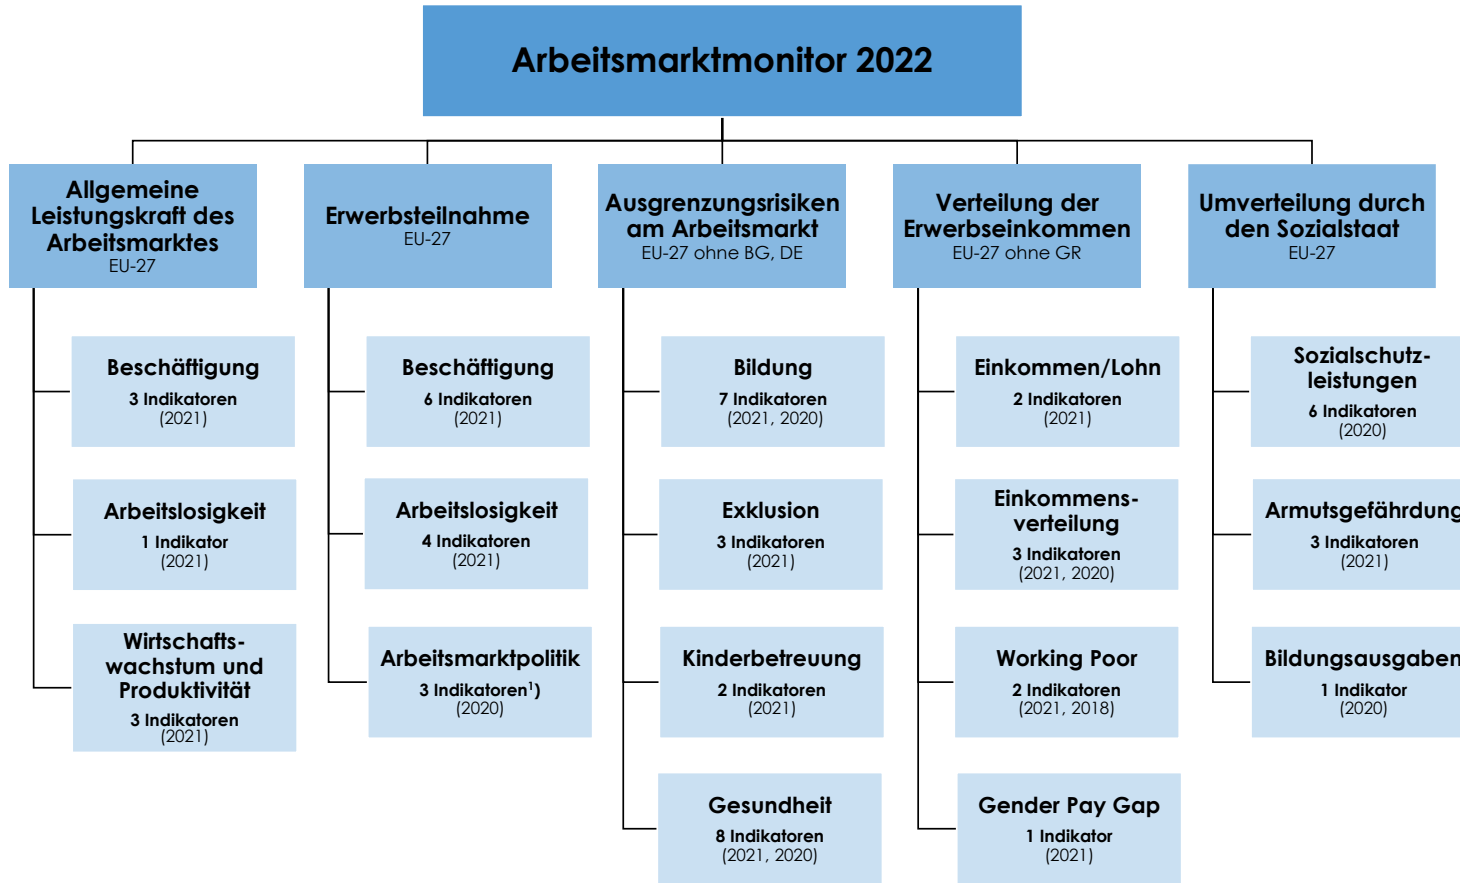 Arbeitsmarktmonitor 2022
Allgemeine
Leistungskraft des
Arbeitsmarktes
EU-27
Beschäftigung
3 Indikatoren
(2021)
Arbeitslosigkeit
1 Indikator
(2021)
Wirtschafts-
wachstum und
Produktivität
3 Indikatoren
(2021)
Erwerbsteilnahme
EU-27
Beschäftigung
6 Indikatoren
(2021)
Arbeitslosigkeit
4 Indikatoren
(2021)
Arbeitsmarktpolitik
3 Indikatoren¹)
(2020)
Ausgrenzungsrisiken
am Arbeitsmarkt
EU-27 ohne BG, DE
Bildung
7 Indikatoren
(2021, 2020)
Exklusion
3 Indikatoren
(2021)
Kinderbetreuung
2 Indikatoren
(2021)
Gesundheit
8 Indikatoren
(2021, 2020)
Verteilung der
Erwerbseinkommen
EU-27 ohne GR
Einkommen/Lohn
2 Indikatoren
(2021)
Einkommens-
verteilung
3 Indikatoren
(2021, 2020)
Working Poor
2 Indikatoren
(2021, 2018)
Gender Pay Gap
1 Indikator
(2021)
Umverteilung durch
den Sozialstaat
EU-27
Sozialschutz-
leistungen
6 Indikatoren
(2020)
Armutsgefährdung
3 Indikatoren
(2021)
Bildungsausgaben
1 Indikator
(2020)